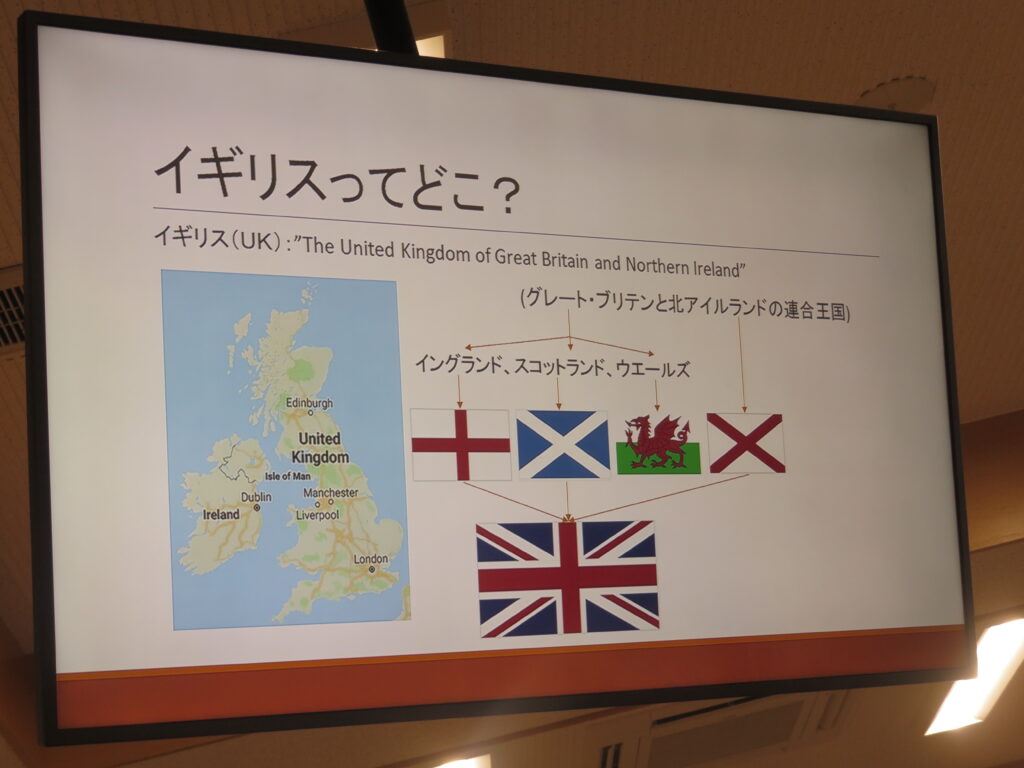 イギリスってどこ？
イギリス（UK）:”The United Kingdom of Great Britain and Northern Ireland”
(グレート・ブリテンと北アイルランドの連合王国)
イングランド、スコットランド、ウエールズ
Edinburgh
United
Kingdom
Isle of Man
Dublin
Manchester
Ireland
Liverpool
London